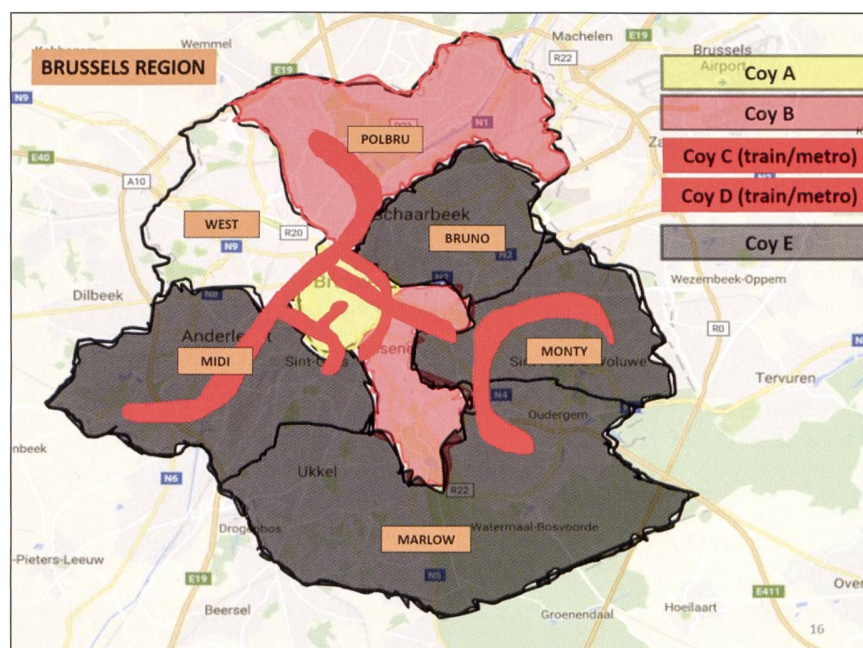 BRUSSELS REGION
Wemmel
Machelen
E19
R22
Brussels
Airport
E19
N9
N1
E40
A10
POLBRU
Schaarbeek
WEST
R20
N9
BRUNO
N2
Wezembeek-Oppem
Dilbeek
N8
R0
MIDI
MONTY
Tervuren
N4
Oudergem
Ukkel
N6
R22
Drogenbos
Watermaal-Bosvoorde
MARLOW
-Pieters-Leeuw
E19
N5
E411
Beersel
Groenendaal
Hoeilaart
16
Coy A
Coy B
Coy C (train/metro)
Coy D (train/metro)
Coy E